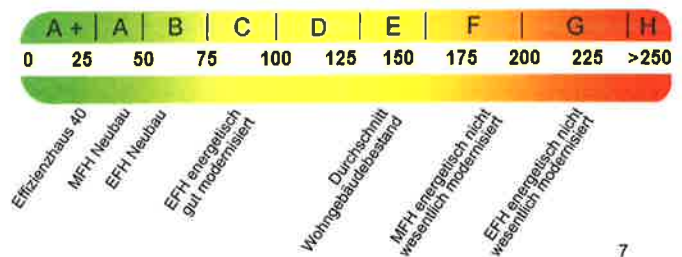 A + | A | B | C | D | E | F | G | H
0 25 50 75 100 125 150 175 200 225 >250
Effizienzhaus 40
MFH Neubau
EFH Neubau
EFH energetisch
gut modernisiert
Durchschnitt
Wohngebäudebestand
MFH energetisch nicht
wesentlich modernisiert
EFH energetisch nicht
wesentlich modernisiert
7